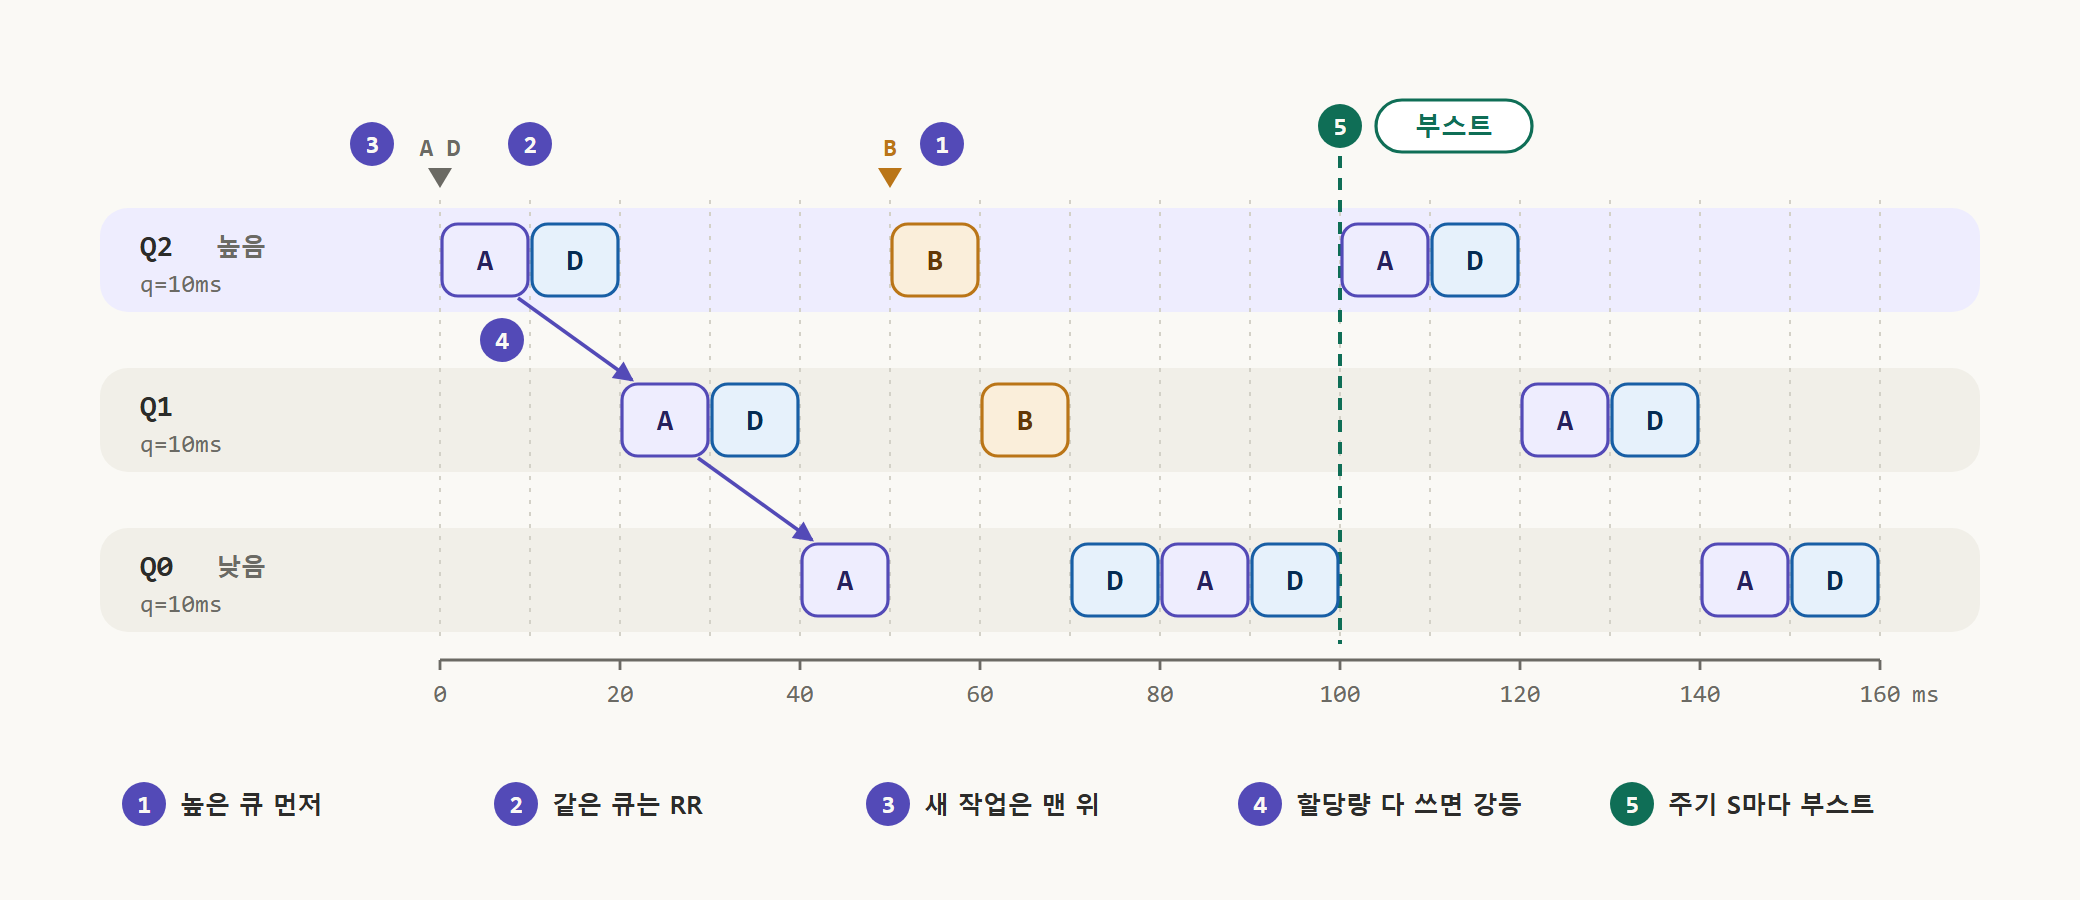 5 부스트
3 A D 2 B 1
Q2 높음
A D B A D
q=10ms
4
Q1
A D B A D
q=10ms
Q0 낮음
A D A D A D
q=10ms
0 20 40 60 80 100 120 140 160 ms
1 높은 큐 먼저 2 같은 큐는 RR 3 새 작업은 맨 위 4 할당량 다 쓰면 강등 5 주기 S마다 부스트